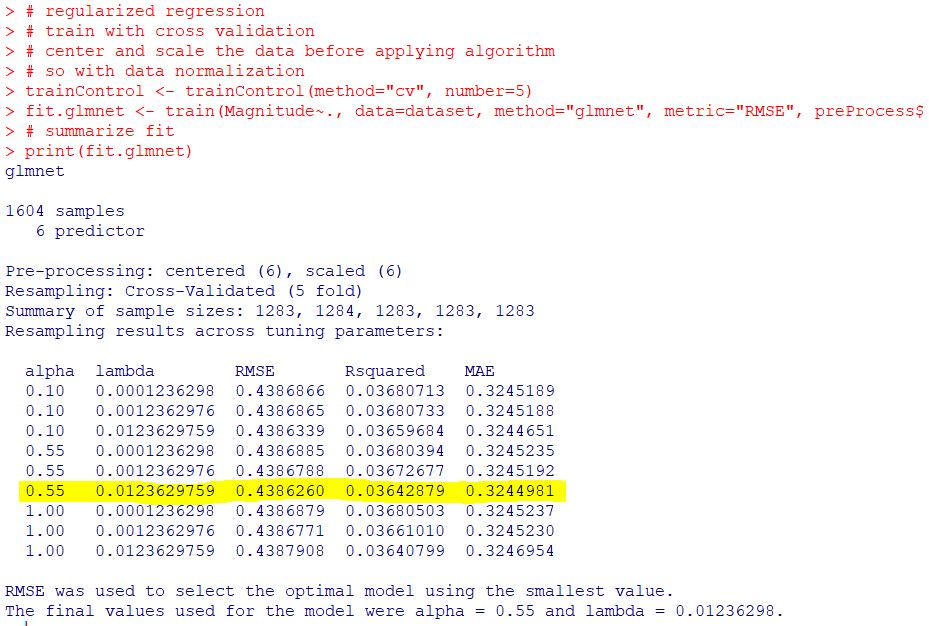 > # regularized regression
> # train with cross validation
> # center and scale the data before applying algorithm
> # so with data normalization
> trainControl <- trainControl(method="cv", number=5)
> fit.glmnet <- train(Magnitude~., data=dataset, method="glmnet", metric="RMSE", preProcess$
> # summarize fit
> print(fit.glmnet)
glmnet

1604 samples
   6 predictor

Pre-processing: centered (6), scaled (6)
Resampling: Cross-Validated (5 fold)
Summary of sample sizes: 1283, 1284, 1283, 1283, 1283
Resampling results across tuning parameters:

  alpha  lambda        RMSE       Rsquared    MAE
  0.10   0.0001236298  0.4386866  0.03680713  0.3245189
  0.10   0.0012362976  0.4386865  0.03680733  0.3245188
  0.10   0.0123629759  0.4386339  0.03659684  0.3244651
  0.55   0.0001236298  0.4386885  0.03680394  0.3245235
  0.55   0.0012362976  0.4386788  0.03672677  0.3245192
  0.55   0.0123629759  0.4386260  0.03642879  0.3244981
  1.00   0.0001236298  0.4386879  0.03680503  0.3245237
  1.00   0.0012362976  0.4386771  0.03661010  0.3245230
  1.00   0.0123629759  0.4387908  0.03640799  0.3246954

RMSE was used to select the optimal model using the smallest value.
The final values used for the model were alpha = 0.55 and lambda = 0.01236298.